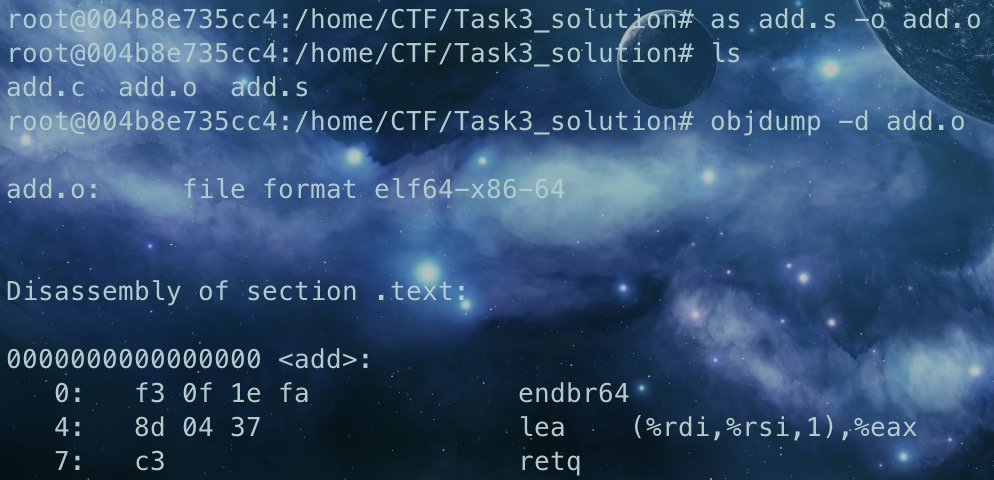 root@004b8e735cc4:/home/CTF/Task3_solution# as add.s -o add.o
root@004b8e735cc4:/home/CTF/Task3_solution# ls
add.c  add.o  add.s
root@004b8e735cc4:/home/CTF/Task3_solution# objdump -d add.o
add.o:     file format elf64-x86-64
Disassembly of section .text:
0000000000000000 <add>:
   0:   f3 0f 1e fa             endbr64
   4:   8d 04 37                lea    (%rdi,%rsi,1),%eax
   7:   c3                      retq